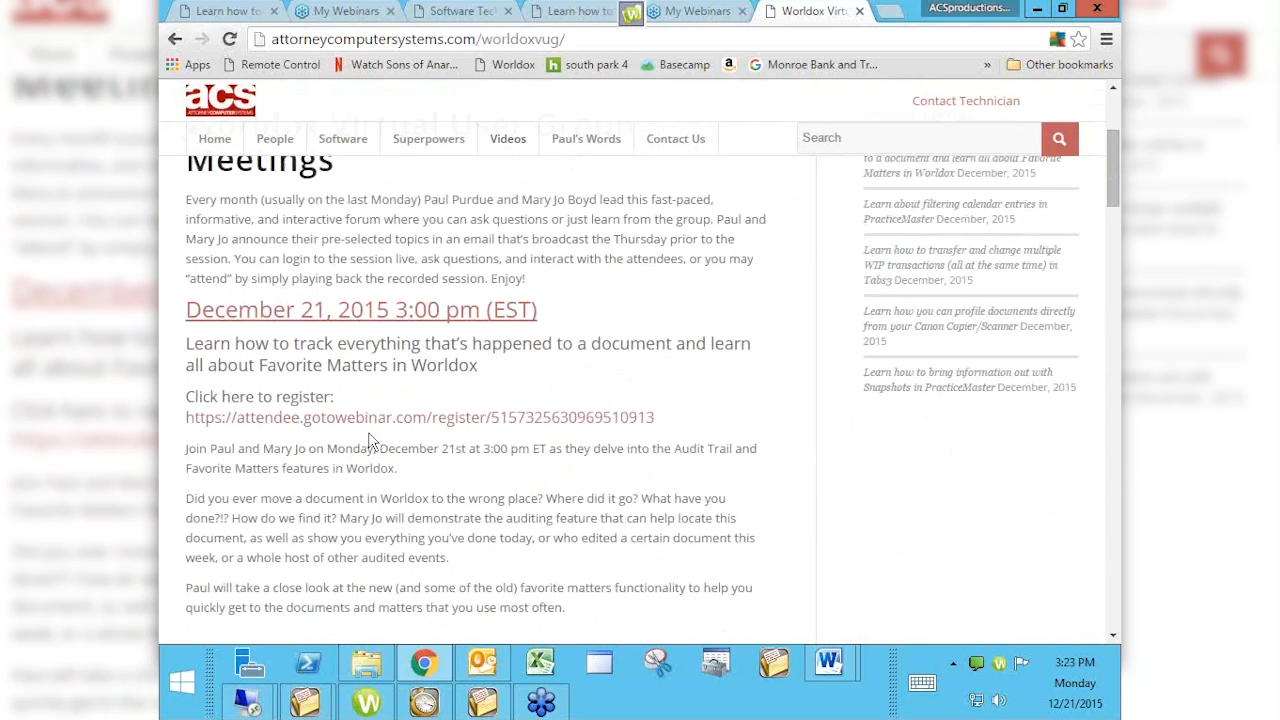 Learn how to
My Webinars
Software Tec
Learn how to
My Webinars
Worldox Virtu
ACSproductions...
attorneycomputersystems.com/worldoxvug/
Apps
Remote Control
Watch Sons of Anar...
Worldox
south park 4
Basecamp
Monroe Bank and Tr...
»
Other bookmarks
acs
ATTORNEYCOMPUTERSYSTEMS
Contact Technician
Home
People
Software
Superpowers
Videos
Paul's Words
Contact Us
Search
Worldox Virtual User Group
Meetings
Every month (usually on the last Monday) Paul Purdue and Mary Jo Boyd lead this fast-paced,
informative, and interactive forum where you can ask questions or just learn from the group. Paul and
Mary Jo announce their pre-selected topics in an email that's broadcast the Thursday prior to the
session. You can login to the session live, ask questions, and interact with the attendees, or you may
“attend” by simply playing back the recorded session. Enjoy!
December 21, 2015 3:00 pm (EST)
Learn how to track everything that's happened to a document and learn
all about Favorite Matters in Worldox
Click here to register:
https://attendee.gotowebinar.com/register/5157325630969510913
Join Paul and Mary Jo on Monday, December 21st at 3:00 pm ET as they delve into the Audit Trail and
Favorite Matters features in Worldox.
Did you ever move a document in Worldox to the wrong place? Where did it go? What have you
done?!? How do we find it? Mary Jo will demonstrate the auditing feature that can help locate this
document, as well as show you everything you've done today, or who edited a certain document this
week, or a whole host of other audited events.
Paul will take a close look at the new (and some of the old) favorite matters functionality to help you
quickly get to the documents and matters that you use most often.
to a document and learn all about Favorite
Matters in Worldox December, 2015
Learn about filtering calendar entries in
PracticeMaster December, 2015
Learn how to transfer and change multiple
WIP transactions (all at the same time) in
Tabs3 December, 2015
Learn how you can profile documents directly
from your Canon Copier/Scanner December,
2015
Learn how to bring information out with
Snapshots in PracticeMaster December, 2015
3:23 PM
Monday
12/21/2015